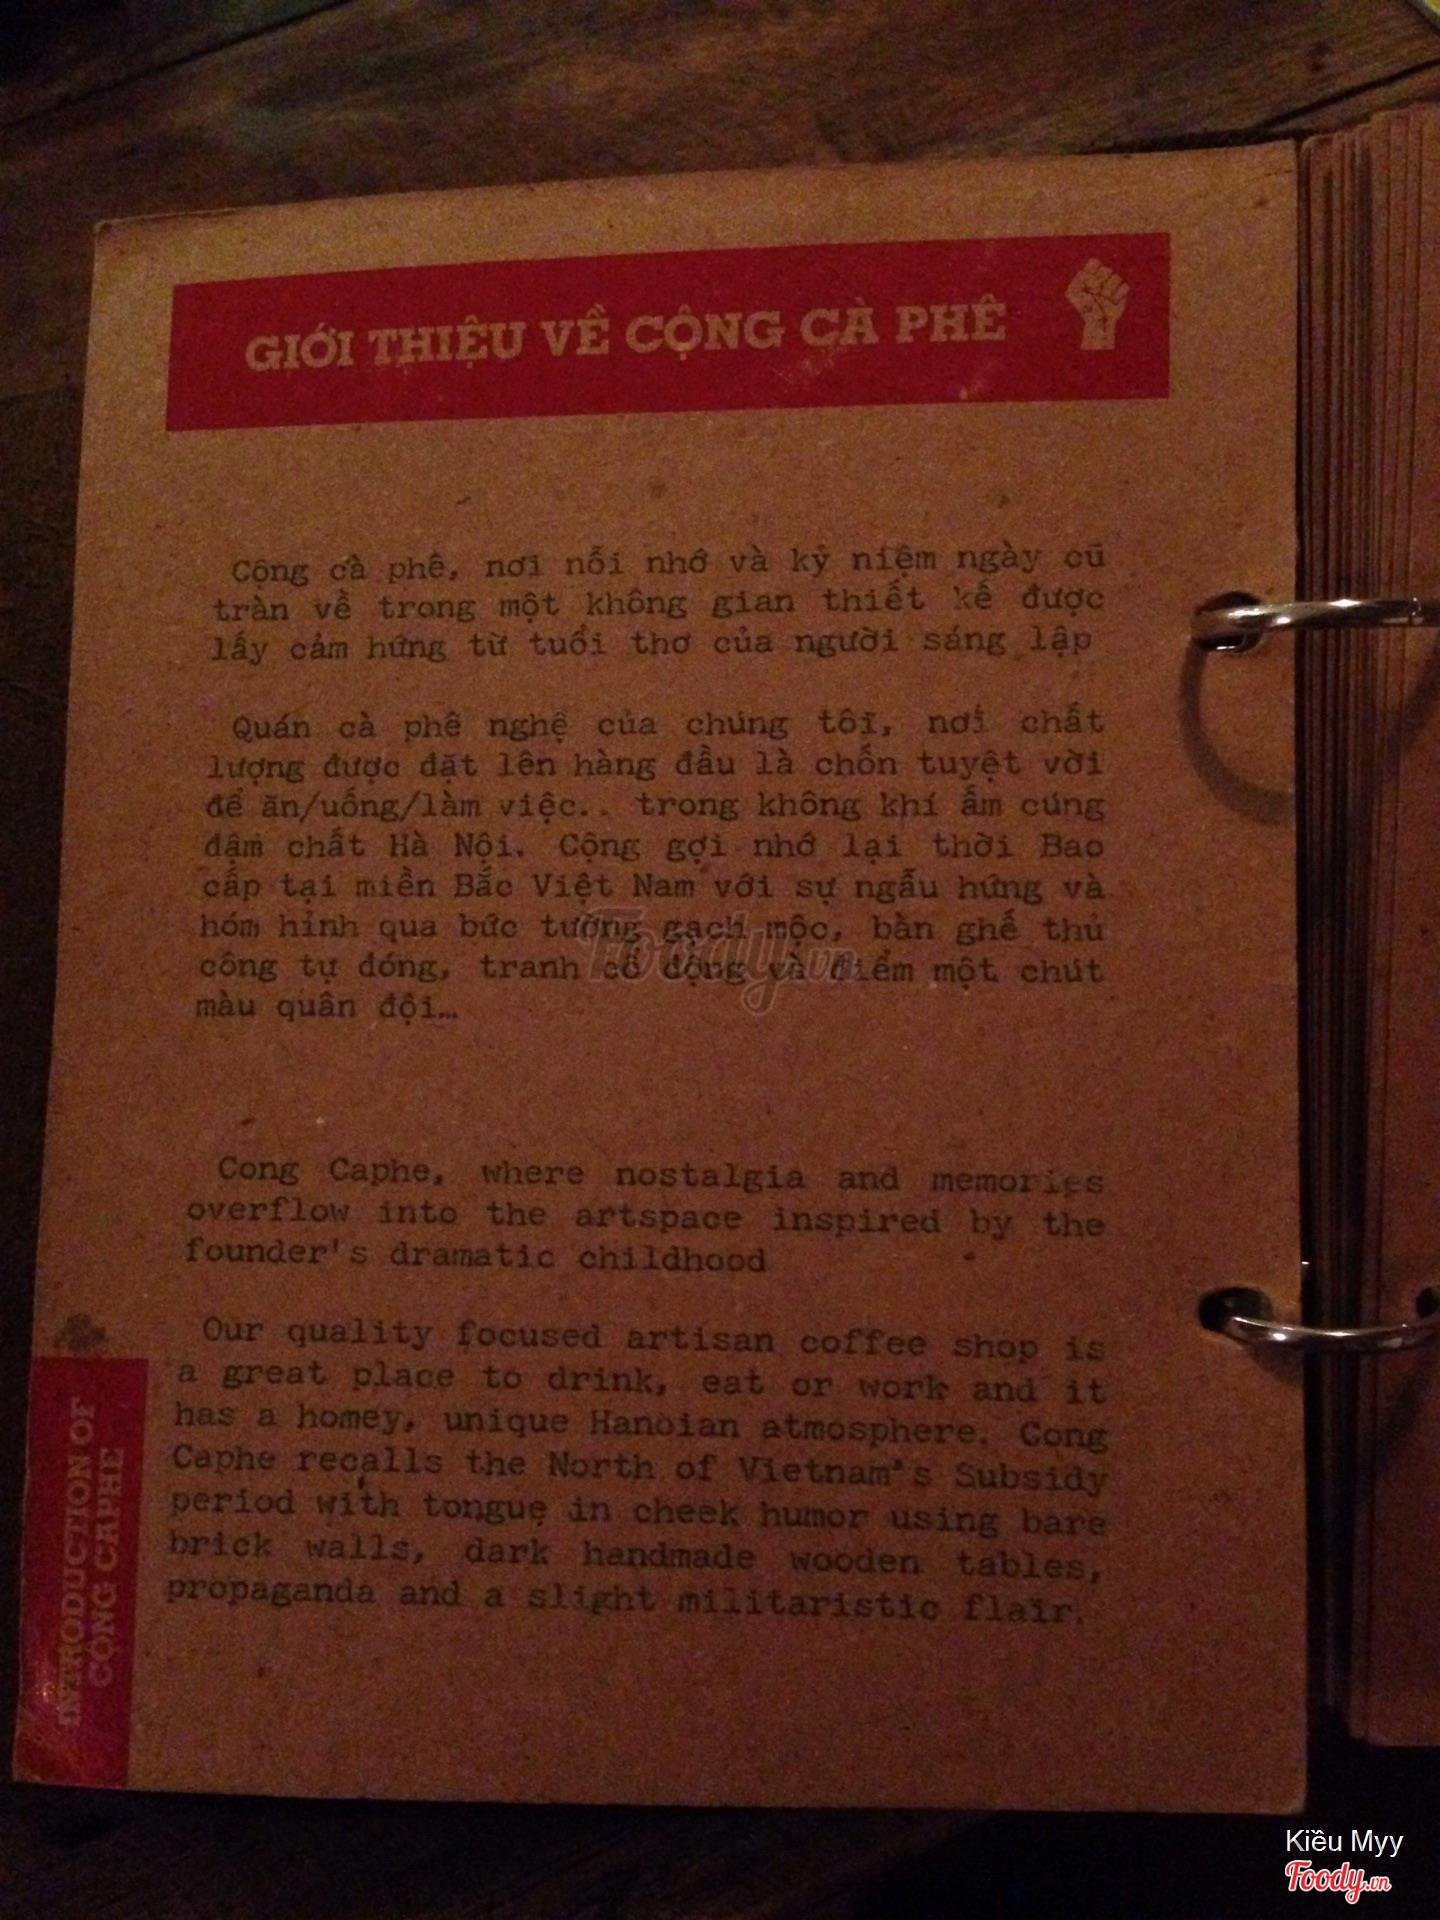 GIỚI THIỆU VỀ CỘNG CÀ PHÊ
Cộng cà phê, nơi nỗi nhớ và kỷ niệm ngày cũ
tràn về trong một không gian thiết kế được
lấy cảm hứng từ tuổi thơ của người sáng lập
Quán cà phê nghệ của chúng tôi, nơi chất
lượng được đặt lên hàng đầu là chốn tuyệt vời
để ăn/uống/làm việc.. trong không khí ấm cúng
đậm chất Hà Nội. Cộng gợi nhớ lại thời Bao
cấp tại miền Bắc Việt Nam với sự ngẫu hứng và
hóm hỉnh qua bức tường gạch mộc, bàn ghế thủ
công tự đóng, tranh cổ động và điểm một chút
màu quân đội…
Foody.vn
Cong Caphe, where nostalgia and memories
overflow into the artspace inspired by the
founder's dramatic childhood
Our quality focused artisan coffee shop is
a great place to drink, eat or work and it
has a homey, unique Hanoian atmosphere. Cong
Caphe recalls the North of Vietnam's Subsidy
period with tongue in cheek humor using bare
brick walls, dark handmade wooden tables,
propaganda and a slight militaristic flair.
INTRODUCTION OF
CỘNG CAPHE
Kiều Myy
Foody.vn